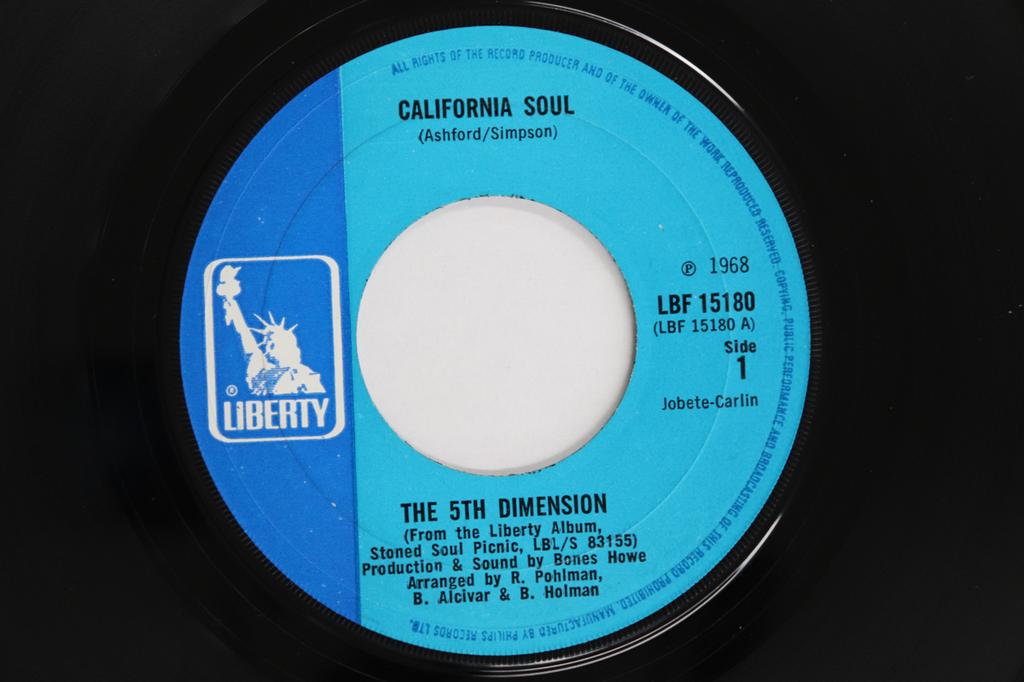 ALL RIGHTS OF THE RECORD PRODUCER AND OF THE OWNER OF THE WORK REPRODUCED RESERVED. COPYING, PUBLIC PERFORMANCE AND BROADCASTING OF THIS RECORD PROHIBITED. MANUFACTURED BY PHILIPS RECORDS LTD.
CALIFORNIA SOUL
(Ashford/Simpson)
℗ 1968
LBF 15180
(LBF 15180 A)
Side
1
Jobete-Carlin
® LIBERTY
THE 5TH DIMENSION
(From the Liberty Album,
Stoned Soul Picnic, LBL/S 83155)
Production & Sound by Bones Howe
Arranged by R. Pohlman,
B. Alcivar & B. Holman